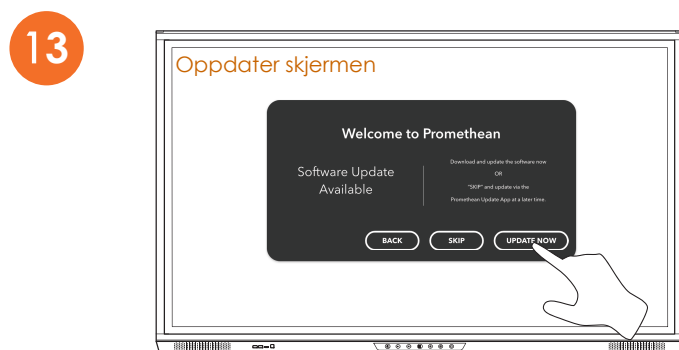 13
Oppdater skjermen
Welcome to Promethean
Software Update
Available
Download and update the software now
OR
"SKIP" and update via the
Promethean Update App at a later time.
BACK
SKIP
UPDATE NOW